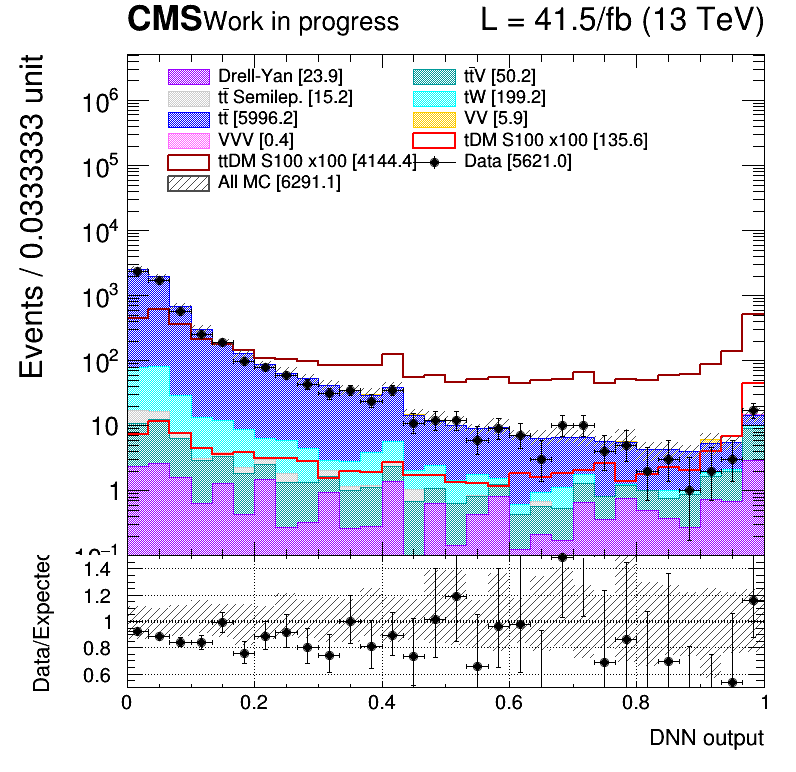 CMS Work in progress L = 41.5/fb (13 TeV)
Drell-Yan [23.9] tt̄V [50.2]
tt̄ Semilep. [15.2] tW [199.2]
tt̄ [5996.2] VV [5.9]
VVV [0.4] tDM S100 x100 [135.6]
ttDM S100 x100 [4144.4] Data [5621.0]
All MC [6291.1]
Events / 0.0333333 unit
10⁶
10⁵
10⁴
10³
10²
10
1
10⁻¹
Data/Expected
1.4
1.2
1
0.8
0.6
0 0.2 0.4 0.6 0.8 1
DNN output